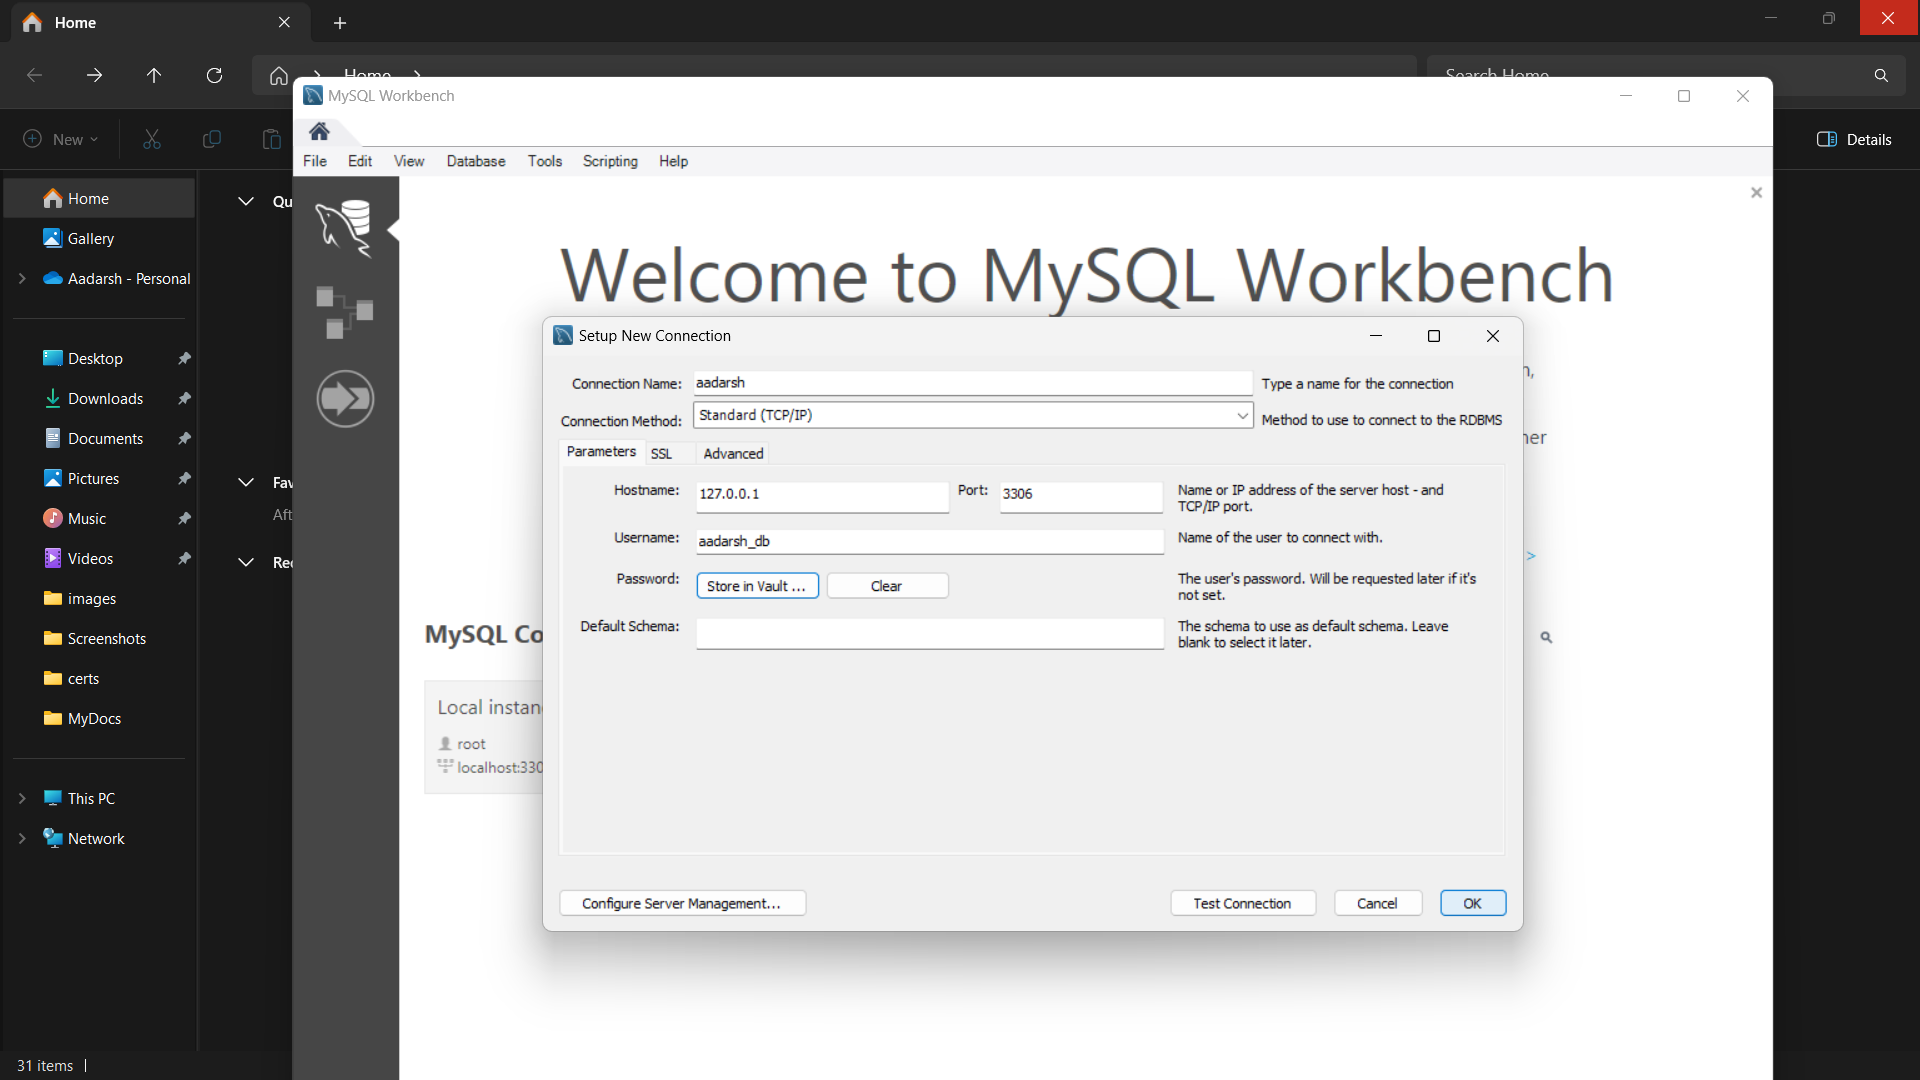 Home
Home
Search Home
New
Details
MySQL Workbench
File Edit View Database Tools Scripting Help
Home
Gallery
Aadarsh - Personal
Desktop
Downloads
Documents
Pictures
Music
Videos
images
Screenshots
certs
MyDocs
This PC
Network
31 items
Qu
Fav
Aft
Rec
Welcome to MySQL Workbench
n,
her
>
MySQL Co
Local instan
root
localhost:330
Setup New Connection
Connection Name: aadarsh Type a name for the connection
Connection Method: Standard (TCP/IP) Method to use to connect to the RDBMS
Parameters SSL Advanced
Hostname: 127.0.0.1 Port: 3306 Name or IP address of the server host - and
TCP/IP port.
Username: aadarsh_db Name of the user to connect with.
Password: Store in Vault ... Clear The user's password. Will be requested later if it's
not set.
Default Schema: The schema to use as default schema. Leave
blank to select it later.
Configure Server Management... Test Connection Cancel OK